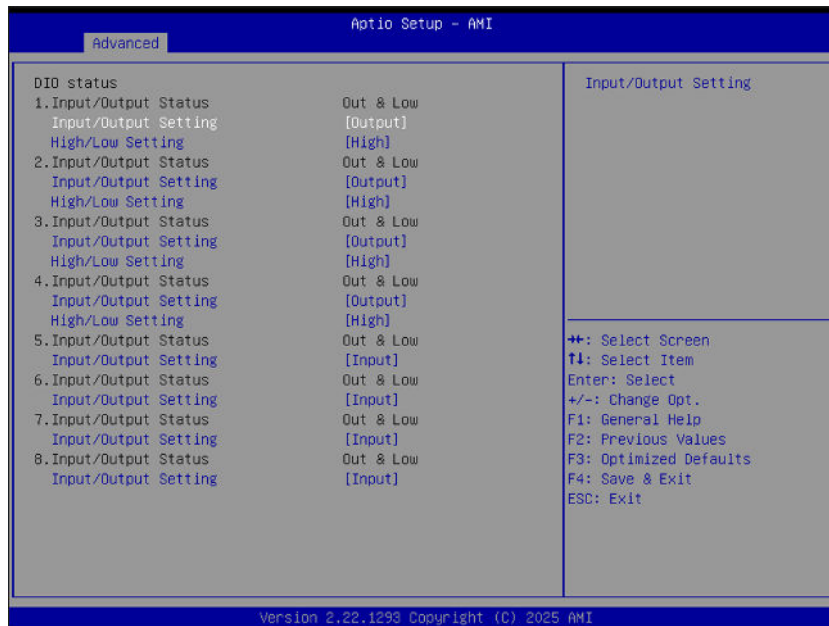 Aptio Setup - AMI
Advanced
DIO status
1.Input/Output Status Out & Low
Input/Output Setting [Output]
High/Low Setting [High]
2.Input/Output Status Out & Low
Input/Output Setting [Output]
High/Low Setting [High]
3.Input/Output Status Out & Low
Input/Output Setting [Output]
High/Low Setting [High]
4.Input/Output Status Out & Low
Input/Output Setting [Output]
High/Low Setting [High]
5.Input/Output Status Out & Low
Input/Output Setting [Input]
6.Input/Output Status Out & Low
Input/Output Setting [Input]
7.Input/Output Status Out & Low
Input/Output Setting [Input]
8.Input/Output Status Out & Low
Input/Output Setting [Input]
Input/Output Setting
→←: Select Screen
↑↓: Select Item
Enter: Select
+/-: Change Opt.
F1: General Help
F2: Previous Values
F3: Optimized Defaults
F4: Save & Exit
ESC: Exit
Version 2.22.1293 Copyright (C) 2025 AMI